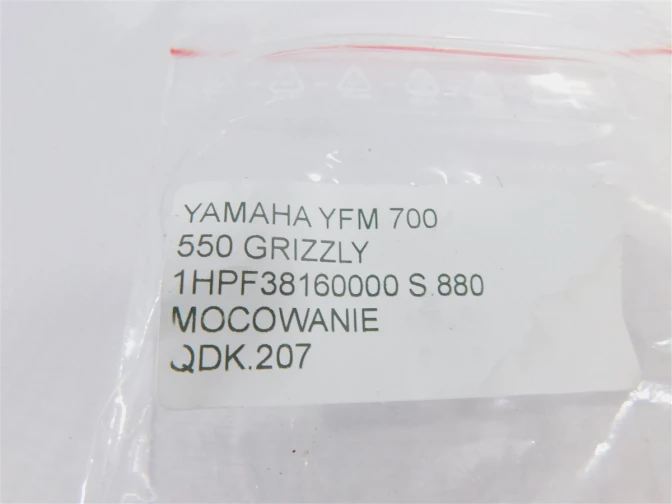 YAMAHA YFM 700
550 GRIZZLY
1HPF38160000 S.880
MOCOWANIE
QDK.207